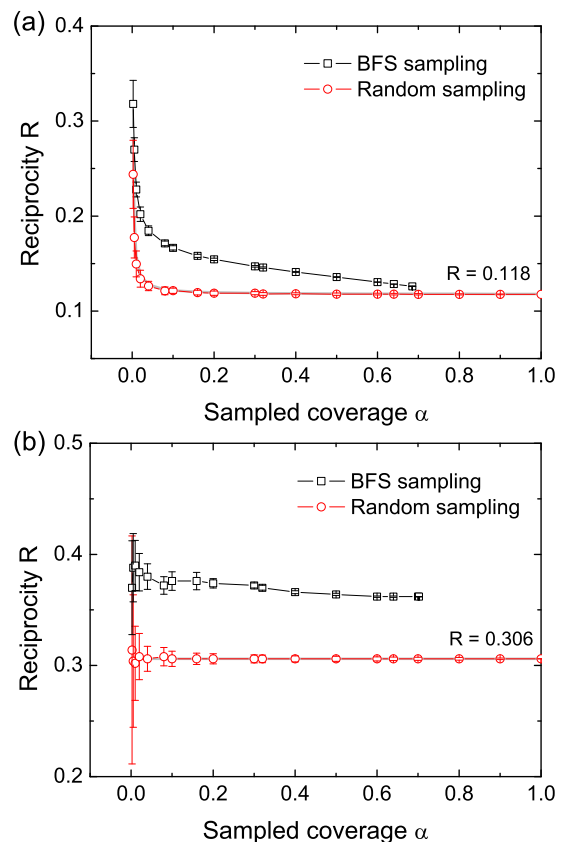 (a)
0.4
0.3
0.2
0.1
Reciprocity R
BFS sampling
Random sampling
R = 0.118
0.0 0.2 0.4 0.6 0.8 1.0
Sampled coverage α
(b)
0.5
0.4
0.3
0.2
Reciprocity R
BFS sampling
Random sampling
R = 0.306
0.0 0.2 0.4 0.6 0.8 1.0
Sampled coverage α